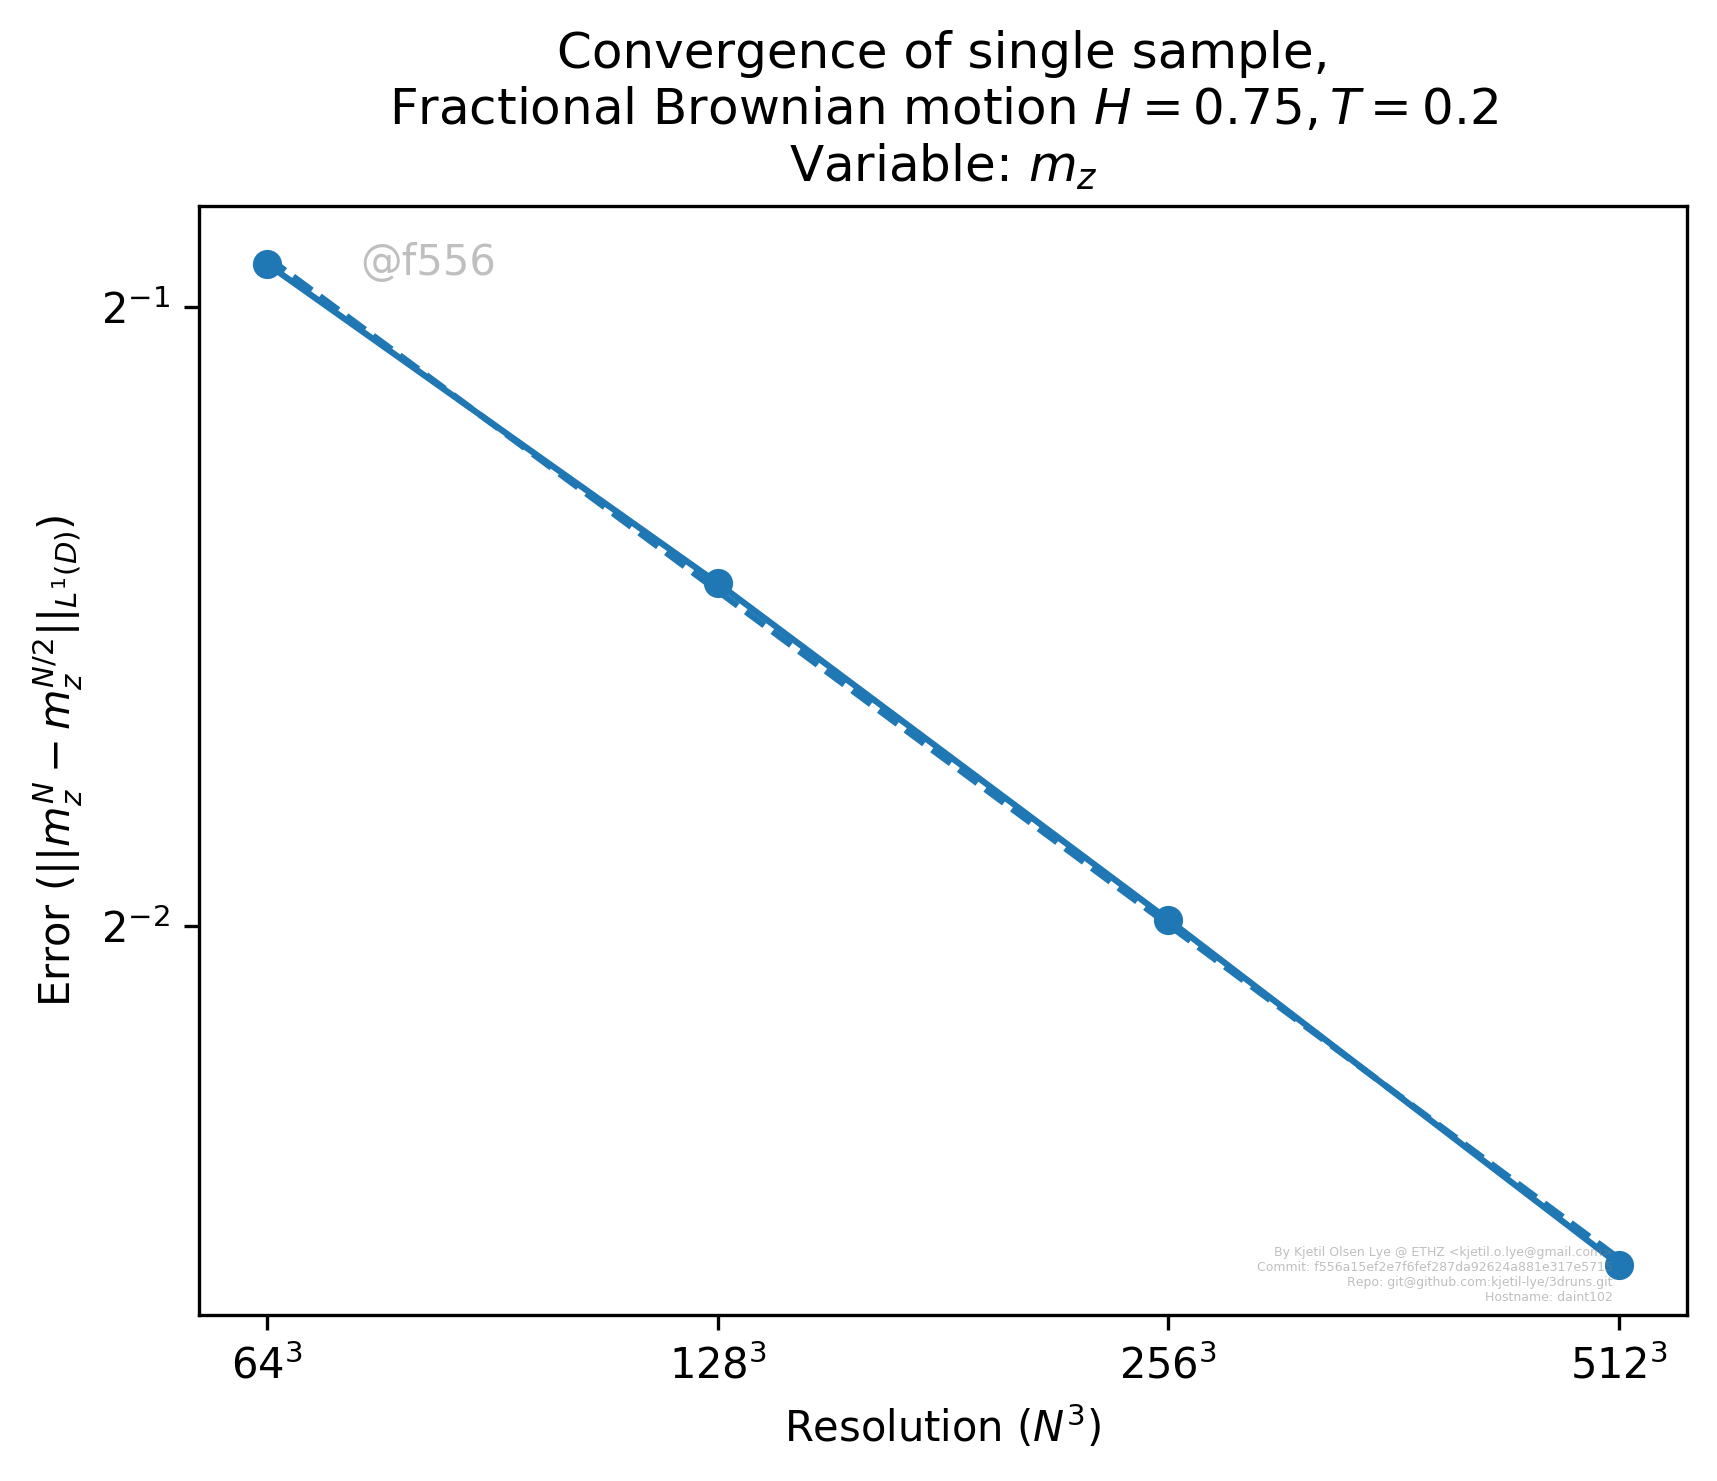 Convergence of single sample,
Fractional Brownian motion H = 0.75, T = 0.2
Variable: m_z
@f556
2^{-1}
2^{-2}
Error (||m_z^N − m_z^{N/2}||_{L^1(D)})
By Kjetil Olsen Lye @ ETHZ <kjetil.o.lye@gmail.com>
Commit: f556a15ef2e7f6fef287da92624a881e317e571
Repo: git@github.com:kjetil-lye/3druns.git
Hostname: daint102
64^3 128^3 256^3 512^3
Resolution (N^3)